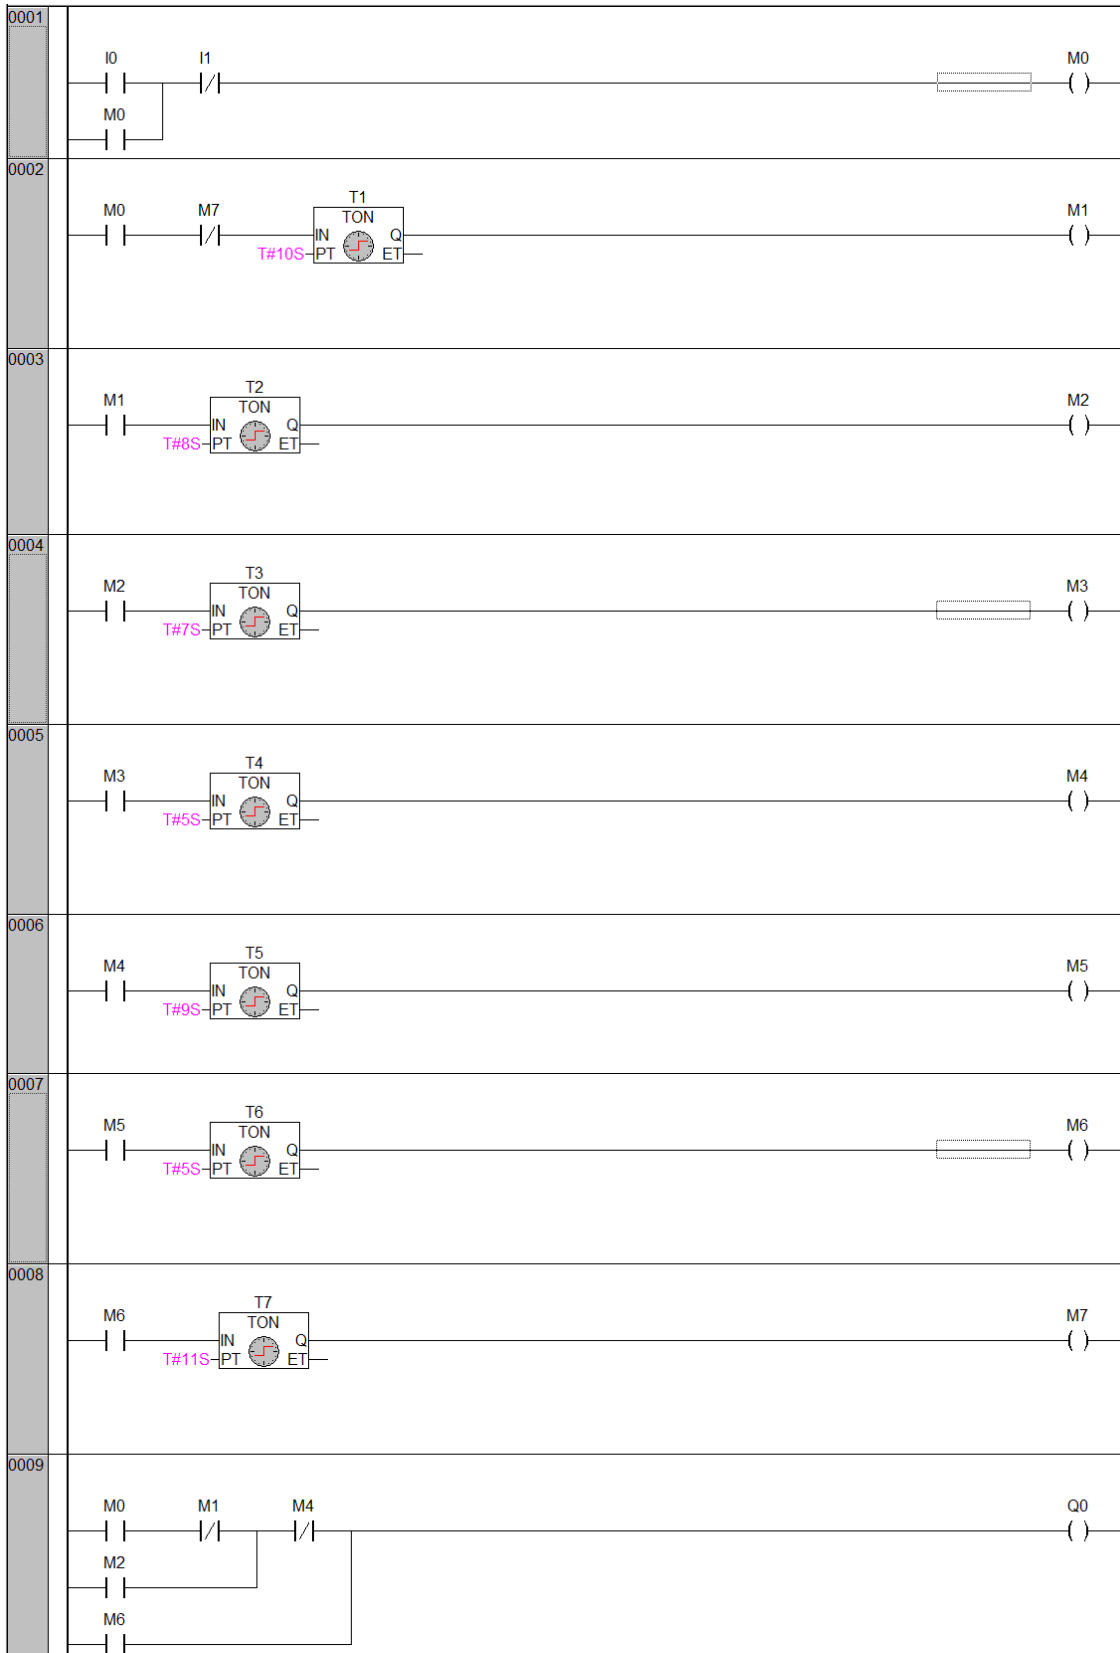 0001
I0 I1 M0
M0
0002
T1
M0 M7 TON M1
IN Q
T#10S PT ET
0003
T2
M1 TON M2
IN Q
T#8S PT ET
0004
T3
M2 TON M3
IN Q
T#7S PT ET
0005
T4
M3 TON M4
IN Q
T#5S PT ET
0006
T5
M4 TON M5
IN Q
T#9S PT ET
0007
T6
M5 TON M6
IN Q
T#5S PT ET
0008
T7
M6 TON M7
IN Q
T#11S PT ET
0009
M0 M1 M4 Q0
M2
M6